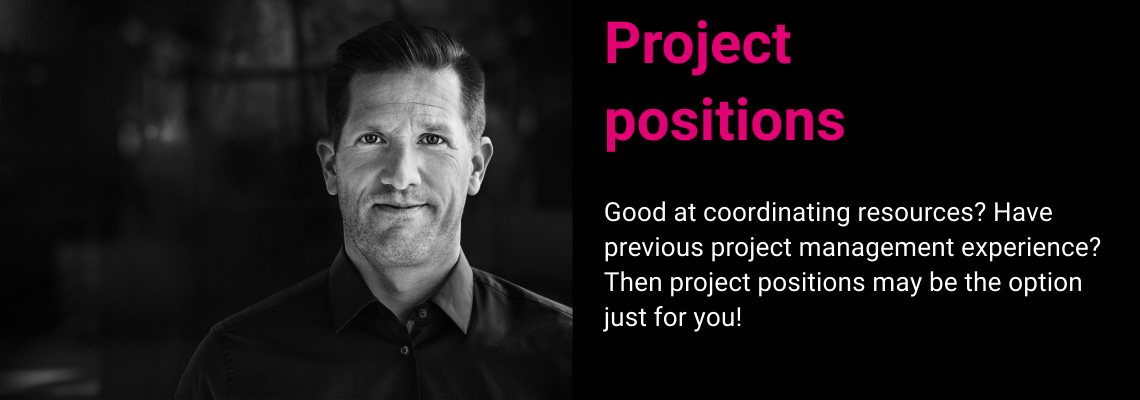 Project
positions
Good at coordinating resources? Have
previous project management experience?
Then project positions may be the option
just for you!